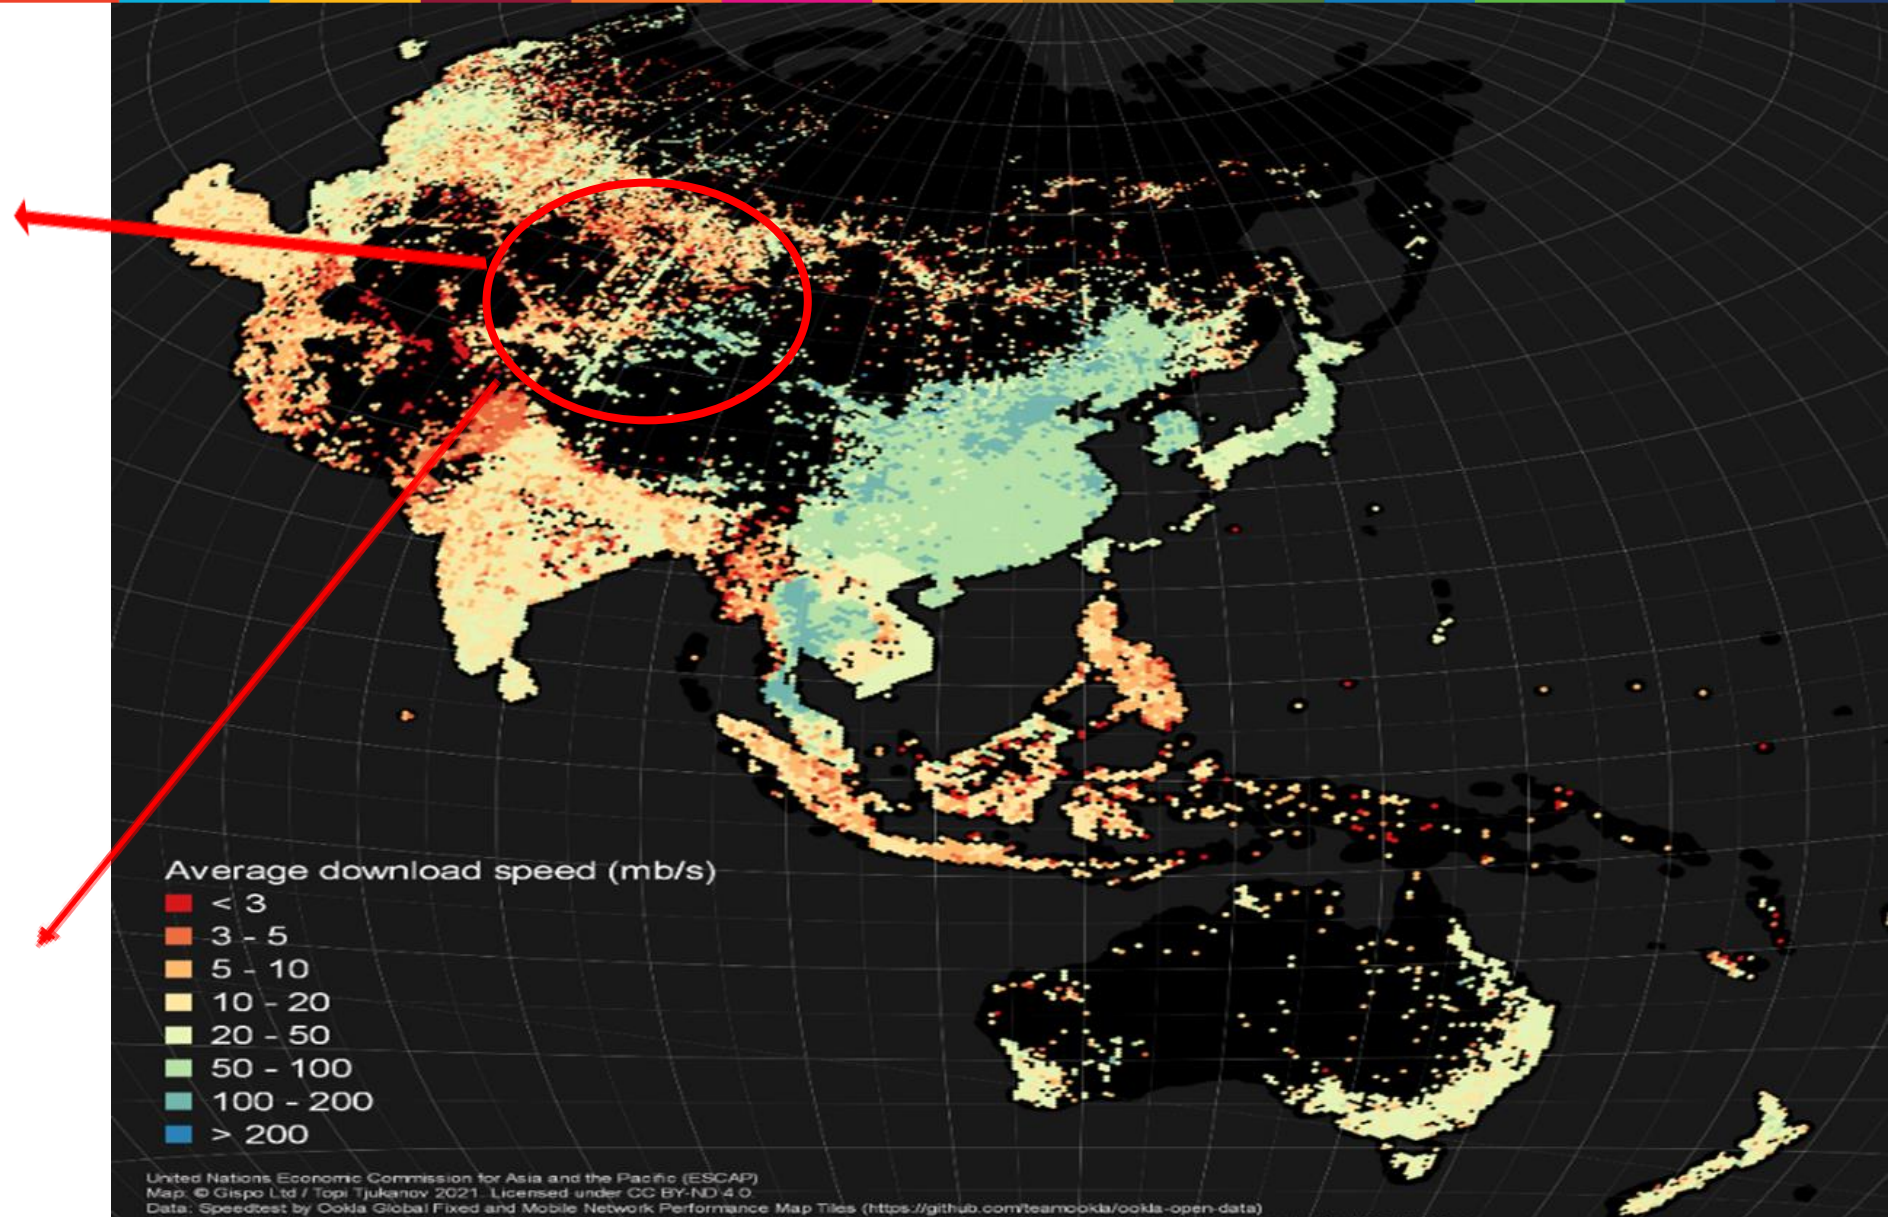 Average download speed (mb/s)
< 3
3 - 5
5 - 10
10 - 20
20 - 50
50 - 100
100 - 200
> 200
United Nations Economic Commission for Asia and the Pacific (ESCAP)
Map: © Gispo Ltd / Topi Tjukanov 2021. Licensed under CC BY-ND 4.0.
Data: Speedtest by Ookla Global Fixed and Mobile Network Performance Map Tiles (https://github.com/teamookla/ookla-open-data)